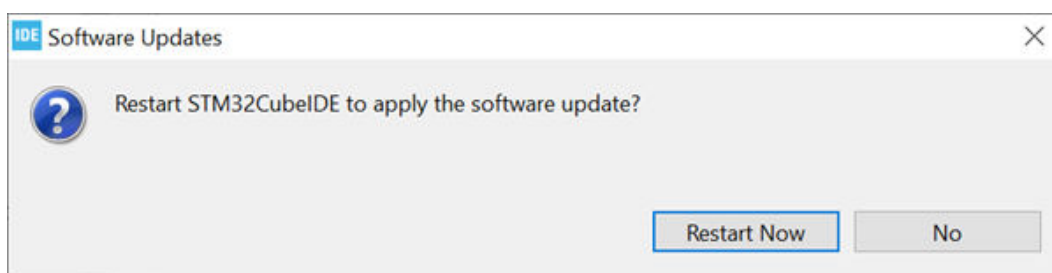 IDE Software Updates
Restart STM32CubeIDE to apply the software update?
Restart Now No